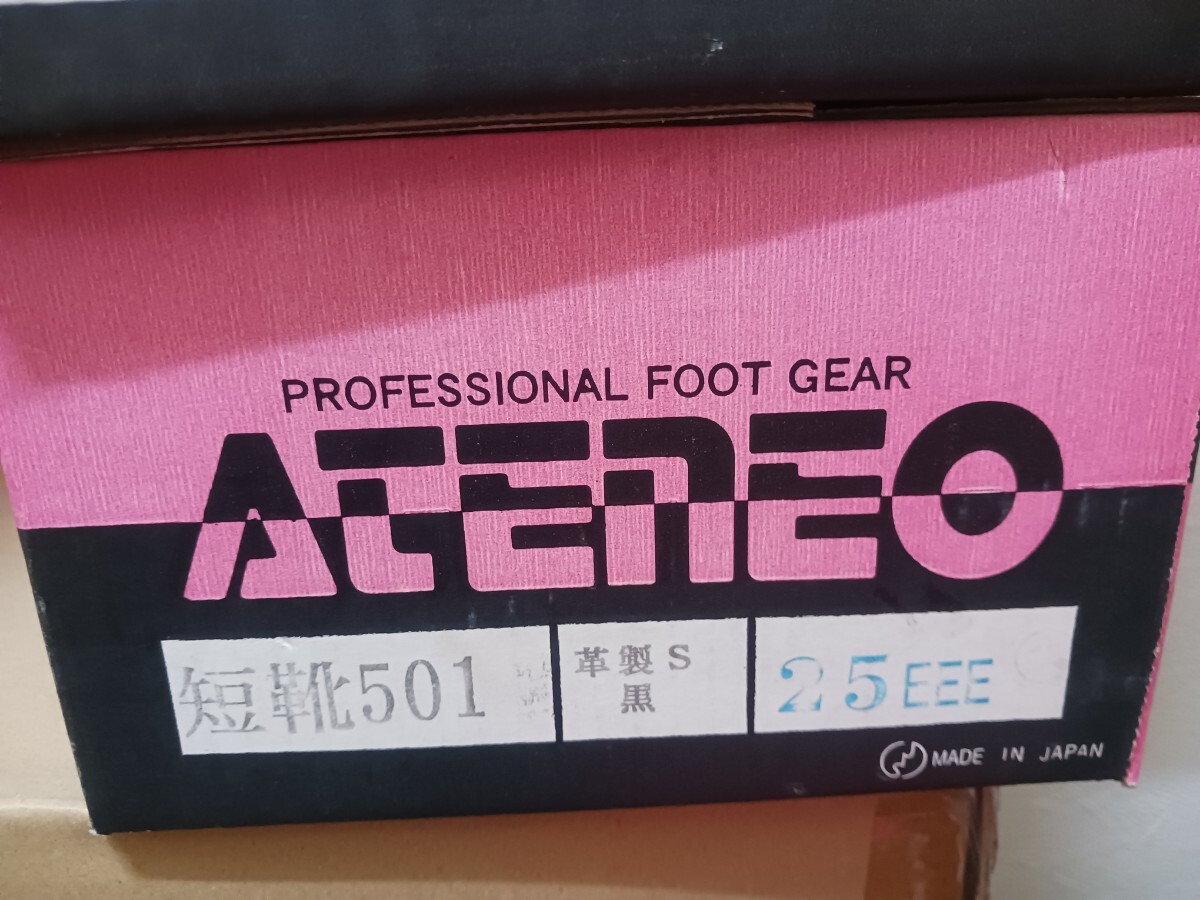 PROFESSIONAL FOOT GEAR
ATENEO
短靴501
革製S
黒
25EEE
MADE IN JAPAN